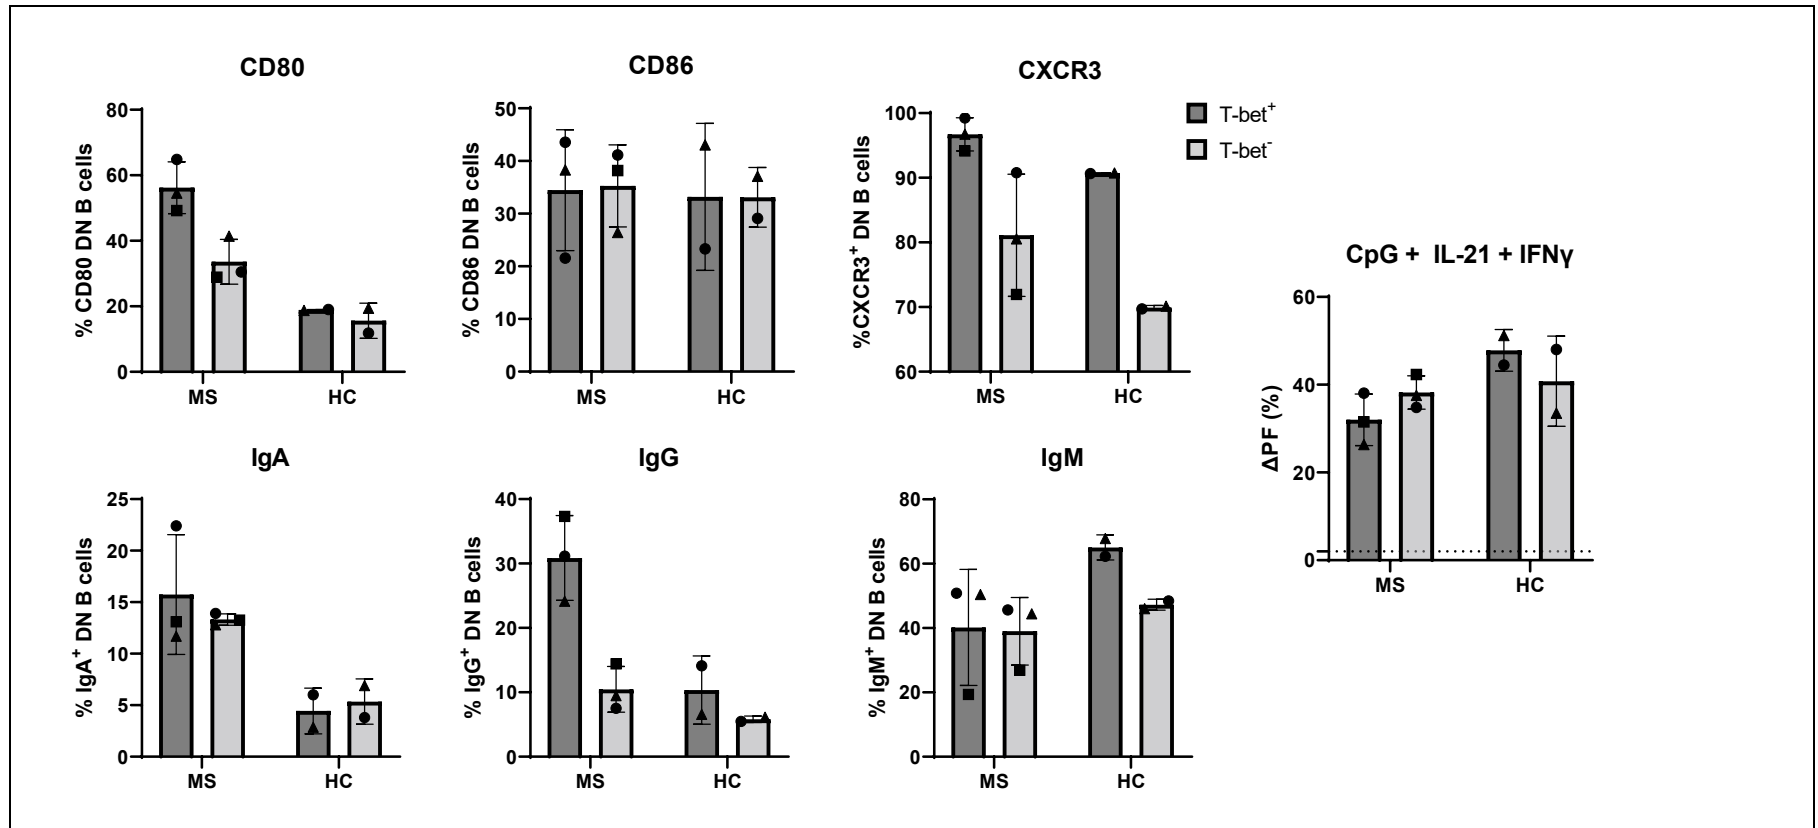 CD80
% CD80 DN B cells
80
60
40
20
0
MS
HC
CD86
% CD86 DN B cells
50
40
30
20
10
0
MS
HC
CXCR3
%CXCR3⁺ DN B cells
100
90
80
70
60
MS
HC
T-bet⁺
T-bet⁻
CpG + IL-21 + IFNγ
ΔPF (%)
60
40
20
0
MS
HC
IgA
% IgA⁺ DN B cells
25
20
15
10
5
0
MS
HC
IgG
% IgG⁺ DN B cells
40
30
20
10
0
MS
HC
IgM
% IgM⁺ DN B cells
80
60
40
20
0
MS
HC